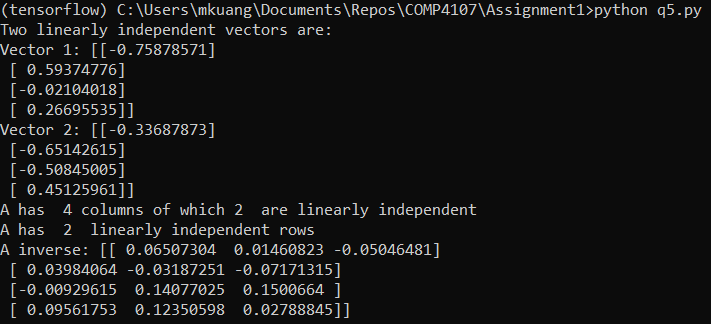 (tensorflow) C:\Users\mkuang\Documents\Repos\COMP4107\Assignment1>python q5.py
Two linearly independent vectors are:
Vector 1: [[-0.75878571]
 [ 0.59374776]
 [-0.02104018]
 [ 0.26695535]]
Vector 2: [[-0.33687873]
 [-0.65142615]
 [-0.50845005]
 [ 0.45125961]]
A has  4 columns of which 2  are linearly independent
A has  2  linearly independent rows
A inverse: [[ 0.06507304  0.01460823 -0.05046481]
 [ 0.03984064 -0.03187251 -0.07171315]
 [-0.00929615  0.14077025  0.1500664 ]
 [ 0.09561753  0.12350598  0.02788845]]